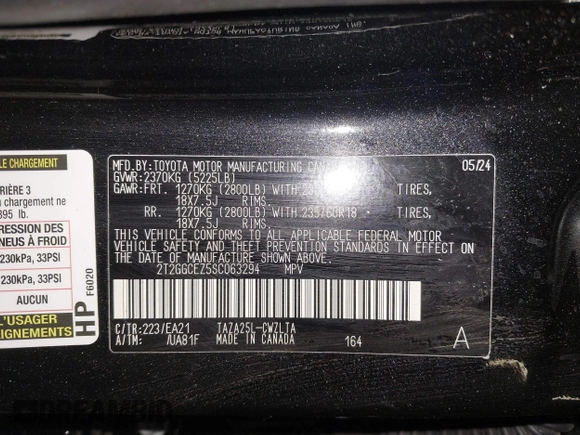 LE CHARGEMENT
RIÈRE 3
n chargement ne
395 lb.
RESSION DES
NEUS À FROID
230kPa, 33PSI
230kPa, 33PSI
AUCUN
L'USAGER
IGNEMENTS
HP
F6020
MFD.BY:TOYOTA MOTOR MANUFACTURING 05/24
GVWR:2370KG (5225LB)
GAWR:FRT. 1270KG (2800LB) WITH TIRES,
18X7.5J RIMS.
RR. 1270KG (2800LB) WITH 235/60R18 TIRES,
18X7.5J RIMS.
THIS VEHICLE CONFORMS TO ALL APPLICABLE FEDERAL MOTOR
VEHICLE SAFETY AND THEFT PREVENTION STANDARDS IN EFFECT ON
THE DATE OF MANUFACTURE SHOWN ABOVE.
2T2GGCEZ5SC063294 MPV
C/TR:223/EA21 TAZA25L-CWZLTA
A/TM: /UA81F MADE IN CANADA 164 A